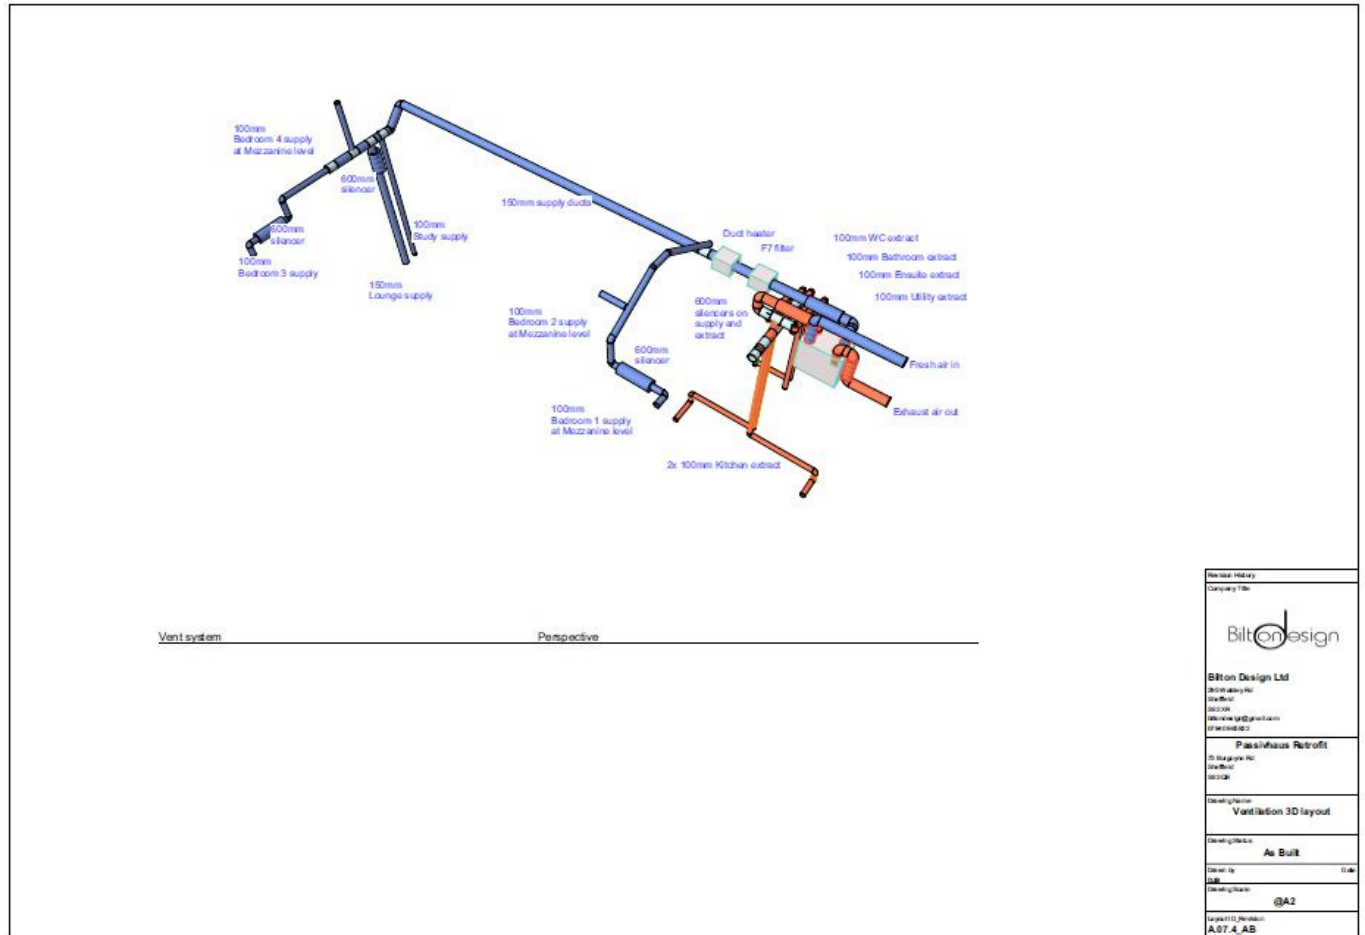 100mm
Bedroom 4 supply
at Mezzanine level
600mm
silencer
600mm
silencer
100mm
Bedroom 3 supply
100mm
Study supply
150mm
Lounge supply
150mm supply ducts
Duct heater
F7 filter
100mm WC extract
100mm Bathroom extract
100mm Ensuite extract
100mm Utility extract
600mm
silencers on
supply and
extract
100mm
Bedroom 2 supply
at Mezzanine level
600mm
silencer
100mm
Bedroom 1 supply
at Mezzanine level
Fresh air in
Exhaust air out
2x 100mm Kitchen extract
Vent system
Perspective
Revision History
Company Title
Biltondesign
Bilton Design Ltd
Sheffield
Passivhaus Retrofit
Sheffield
Drawing Name
Ventilation 3D layout
Drawing Status
As Built
Drawn by
Date
Drawing Scale
@A2
Layout ID_Revision
A.07.4_AB